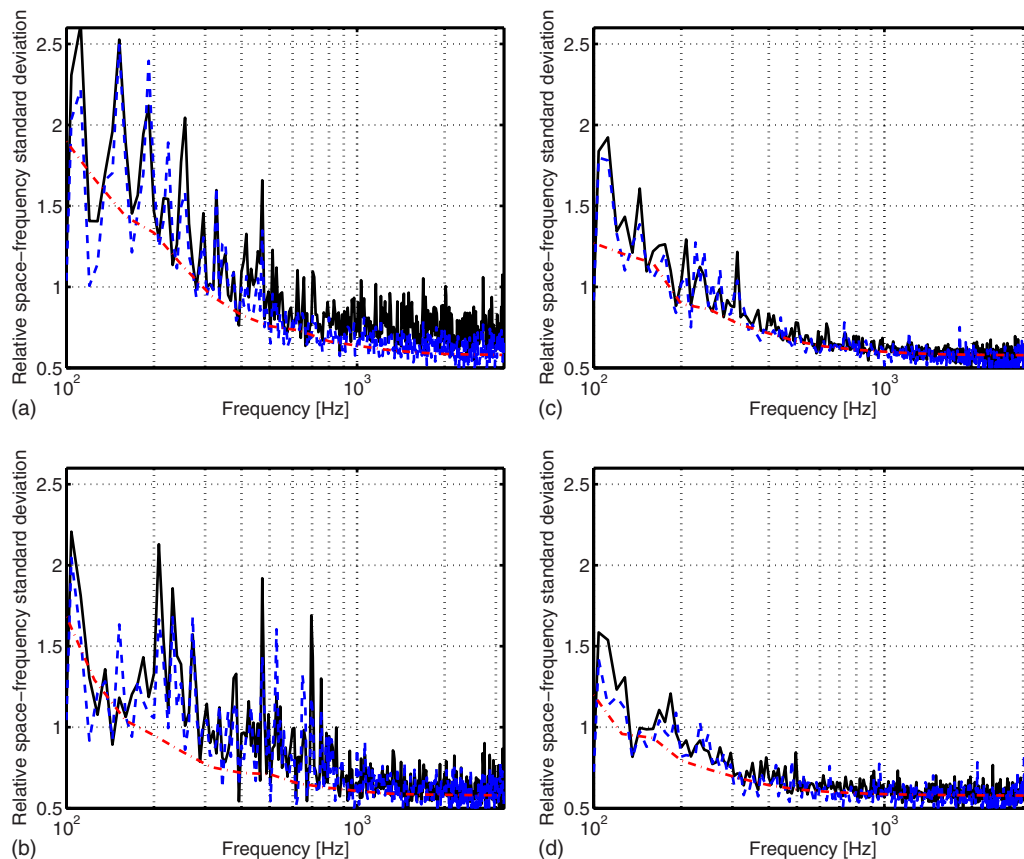 Relative space-frequency standard deviation
2.5
2
1.5
1
0.5
10²
10³
Frequency [Hz]
(a)
Relative space-frequency standard deviation
2.5
2
1.5
1
0.5
10²
10³
Frequency [Hz]
(c)
Relative space-frequency standard deviation
2.5
2
1.5
1
0.5
10²
10³
Frequency [Hz]
(b)
Relative space-frequency standard deviation
2.5
2
1.5
1
0.5
10²
10³
Frequency [Hz]
(d)